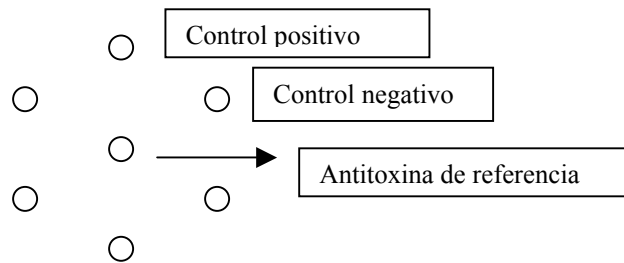 Control positivo
Control negativo
Antitoxina de referencia